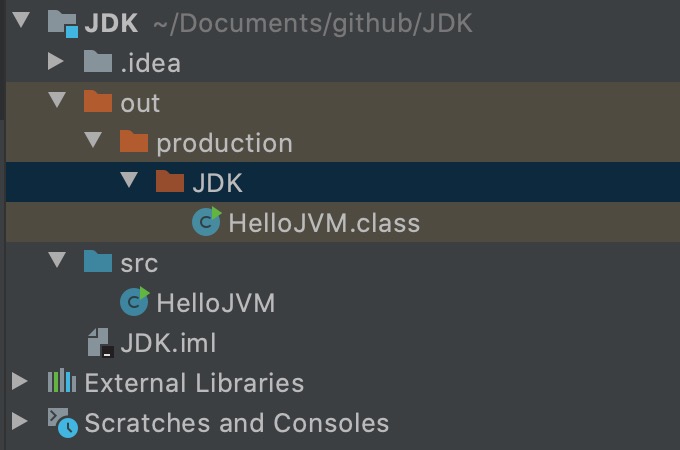 JDK ~/Documents/github/JDK
.idea
out
production
JDK
HelloJVM.class
src
HelloJVM
JDK.iml
External Libraries
Scratches and Consoles